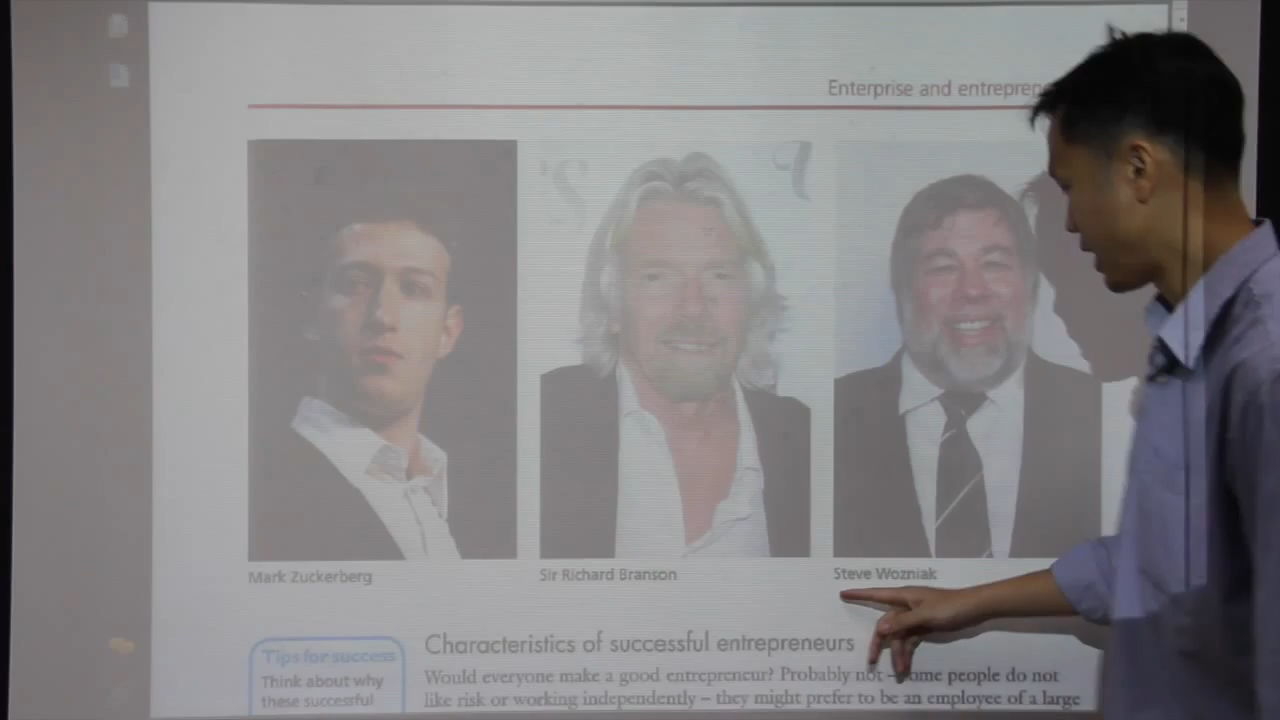 Enterprise and
Mark Zuckerberg
Sir Richard Branson
Steve Wozniak
Tips for success
Think about why
these successful
Characteristics of successful entrepreneurs
Would everyone make a good entrepreneur? Probably not – some people do not
like risk or working independently – they might prefer to be an employee of a large